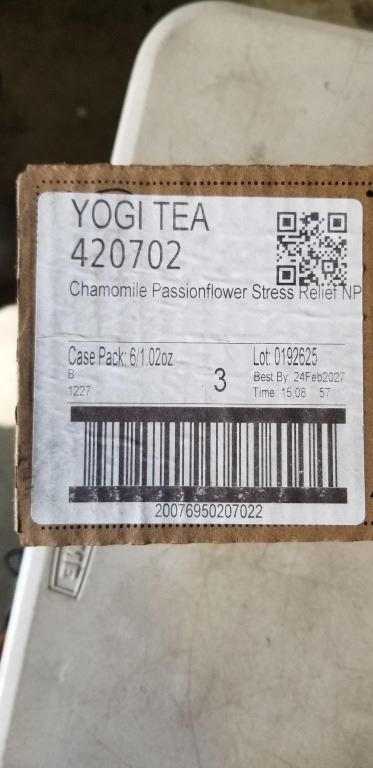 YOGI TEA
420702
Chamomile Passionflower Stress Relief NP
Case Pack: 6/1.02oz
Lot: 0192625
B
Best By: 24Feb2027
1227
3
Time: 15:08 57
20076950207022